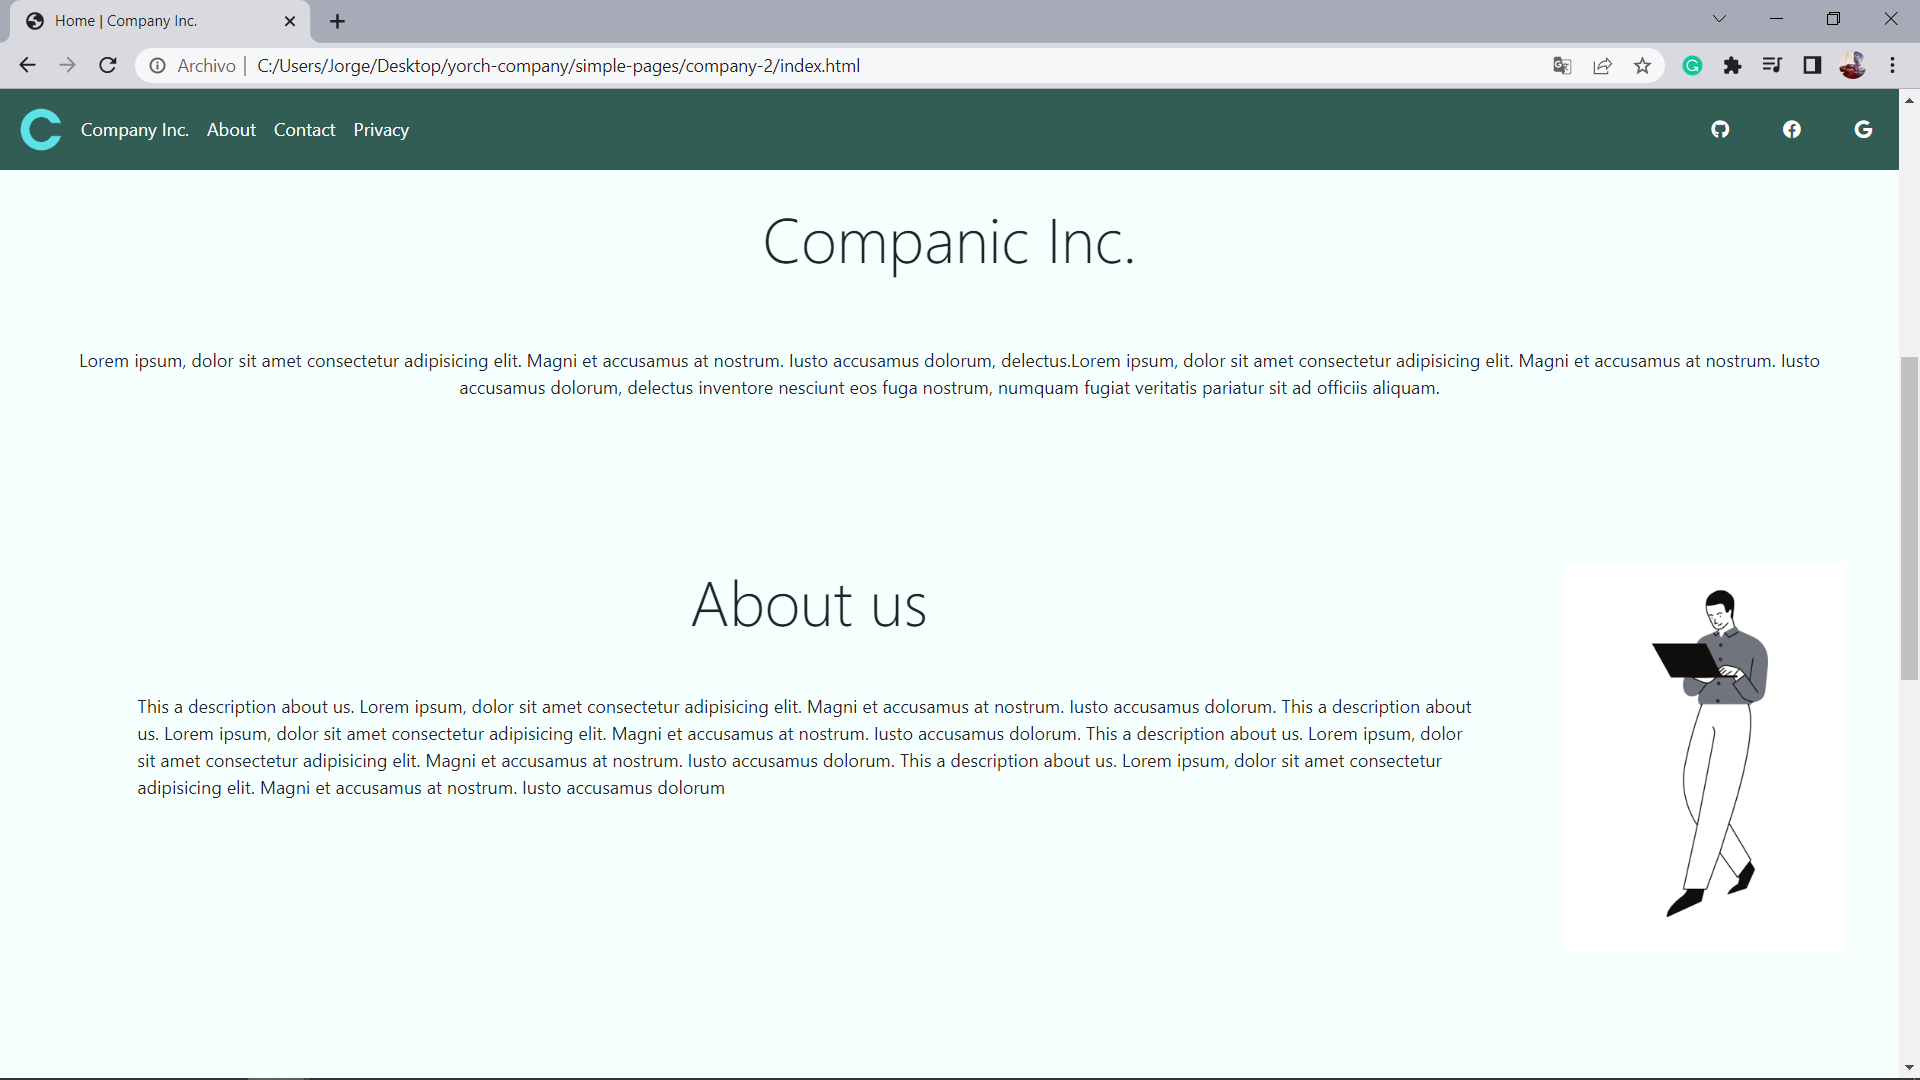 Home | Company Inc.
Archivo | C:/Users/Jorge/Desktop/yorch-company/simple-pages/company-2/index.html
Company Inc. About Contact Privacy
Companic Inc.
Lorem ipsum, dolor sit amet consectetur adipisicing elit. Magni et accusamus at nostrum. Iusto accusamus dolorum, delectus.Lorem ipsum, dolor sit amet consectetur adipisicing elit. Magni et accusamus at nostrum. Iusto
accusamus dolorum, delectus inventore nesciunt eos fuga nostrum, numquam fugiat veritatis pariatur sit ad officiis aliquam.
About us
This a description about us. Lorem ipsum, dolor sit amet consectetur adipisicing elit. Magni et accusamus at nostrum. Iusto accusamus dolorum. This a description about
us. Lorem ipsum, dolor sit amet consectetur adipisicing elit. Magni et accusamus at nostrum. Iusto accusamus dolorum. This a description about us. Lorem ipsum, dolor
sit amet consectetur adipisicing elit. Magni et accusamus at nostrum. Iusto accusamus dolorum. This a description about us. Lorem ipsum, dolor sit amet consectetur
adipisicing elit. Magni et accusamus at nostrum. Iusto accusamus dolorum